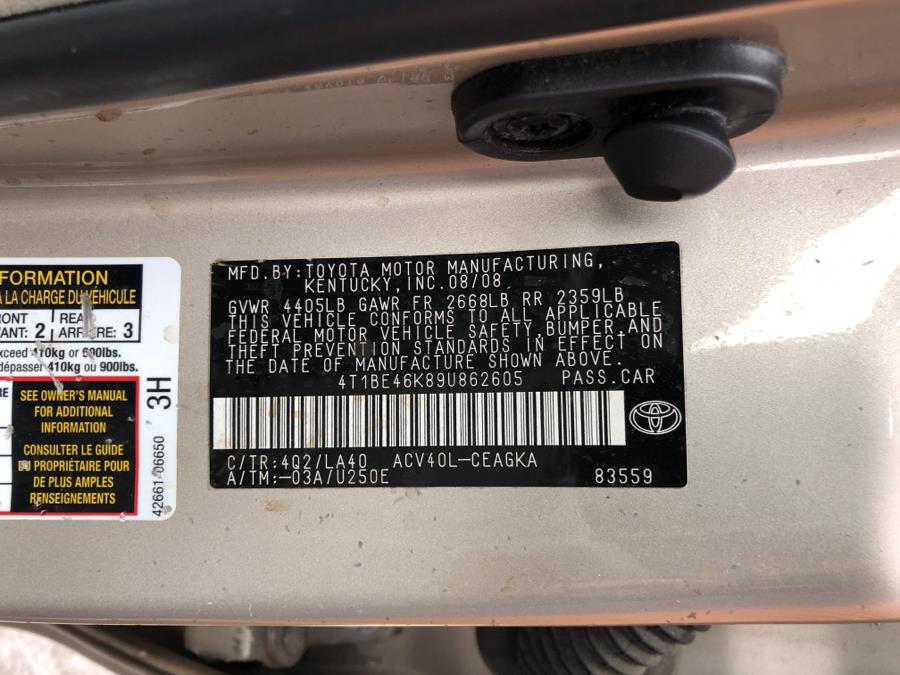 FORMATION
À LA CHARGE DU VÉHICULE
FRONT
REAR
ANT: 2
ARRIÈRE: 3
exceed 410kg or 900lbs.
dépasser 410kg ou 900lbs.
SEE OWNER'S MANUAL
FOR ADDITIONAL
INFORMATION
CONSULTER LE GUIDE
DU PROPRIÉTAIRE POUR
DE PLUS AMPLES
RENSEIGNEMENTS
3H
42661-06650
MFD. BY: TOYOTA MOTOR MANUFACTURING,
KENTUCKY, INC. 08/08
GVWR 4405LB GAWR FR 2668LB RR 2359LB
THIS VEHICLE CONFORMS TO ALL APPLICABLE
FEDERAL MOTOR VEHICLE SAFETY, BUMPER, AND
THEFT PREVENTION STANDARDS IN EFFECT ON
THE DATE OF MANUFACTURE SHOWN ABOVE.
4T1BE46K89U862605 PASS.CAR
C/TR:4Q2/LA40 ACV40L-CEAGKA
A/TM:-03A/U250E 83559